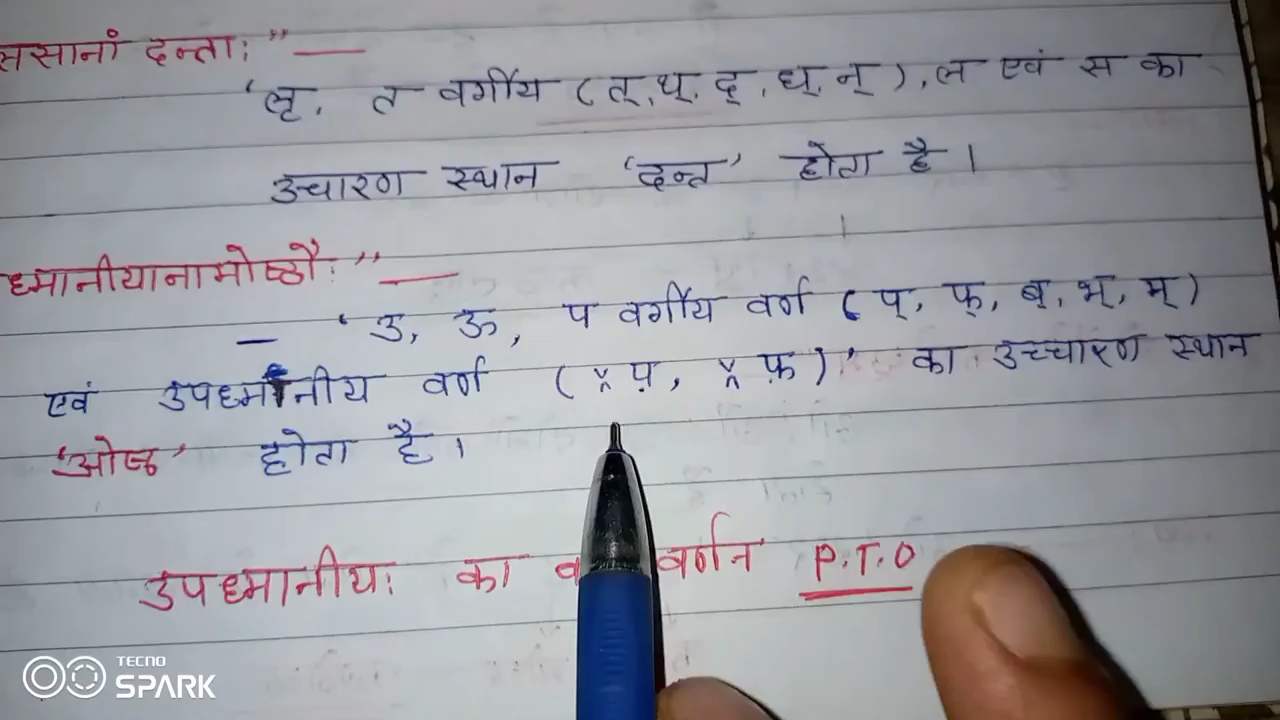 ससानां दन्ताः" —
'लृ, त वर्गीय (त्, थ्, द्, ध्, न्), ल एवं स का
उच्चारण स्थान 'दन्त' होता है।
ध्मानीयानामोष्ठौः" —
— 'उ, ऊ, प वर्गीय वर्ण (प्, फ्, ब्, भ्, म्)
एवं उपध्मानीय वर्ण (ᳵप, ᳵफ)' का उच्चारण स्थान
'ओष्ठ' होता है।
उपध्मानीयः का वर्णन P.T.O
TECNO
SPARK